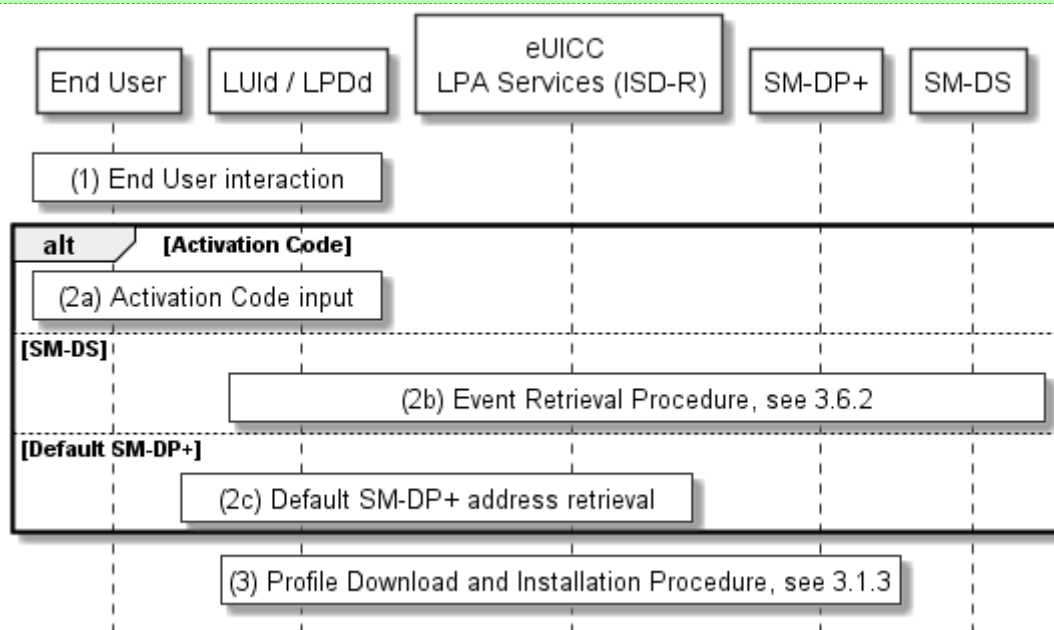 End User
LUId / LPDd
eUICC
LPA Services (ISD-R)
SM-DP+
SM-DS
(1) End User interaction
alt
[Activation Code]
(2a) Activation Code input
[SM-DS]
(2b) Event Retrieval Procedure, see 3.6.2
[Default SM-DP+]
(2c) Default SM-DP+ address retrieval
(3) Profile Download and Installation Procedure, see 3.1.3